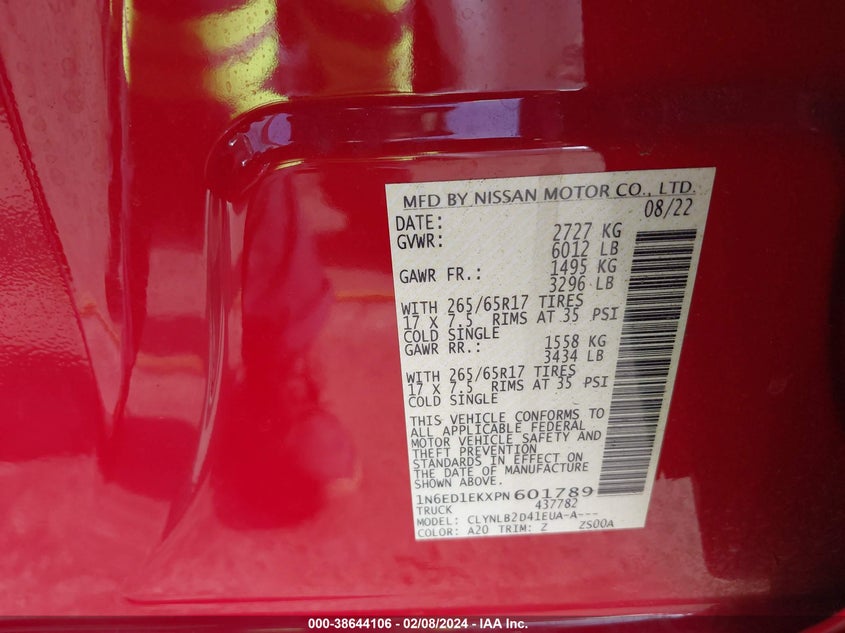 MFD BY NISSAN MOTOR CO., LTD.
DATE: 08/22
GVWR: 2727 KG
6012 LB
GAWR FR.: 1495 KG
3296 LB
WITH 265/65R17 TIRES
17 X 7.5 RIMS AT 35 PSI
COLD SINGLE
GAWR RR.: 1558 KG
3434 LB
WITH 265/65R17 TIRES
17 X 7.5 RIMS AT 35 PSI
COLD SINGLE
THIS VEHICLE CONFORMS TO
ALL APPLICABLE FEDERAL
MOTOR VEHICLE SAFETY AND
THEFT PREVENTION
STANDARDS IN EFFECT ON
THE DATE OF MANUFACTURE
SHOWN ABOVE.
1N6ED1EKXPN601789
TRUCK 437782
MODEL: CLYNLB2D41EUA-A---
COLOR: A20 TRIM: Z ZS00A
000-38644106 - 02/08/2024 - IAA Inc.